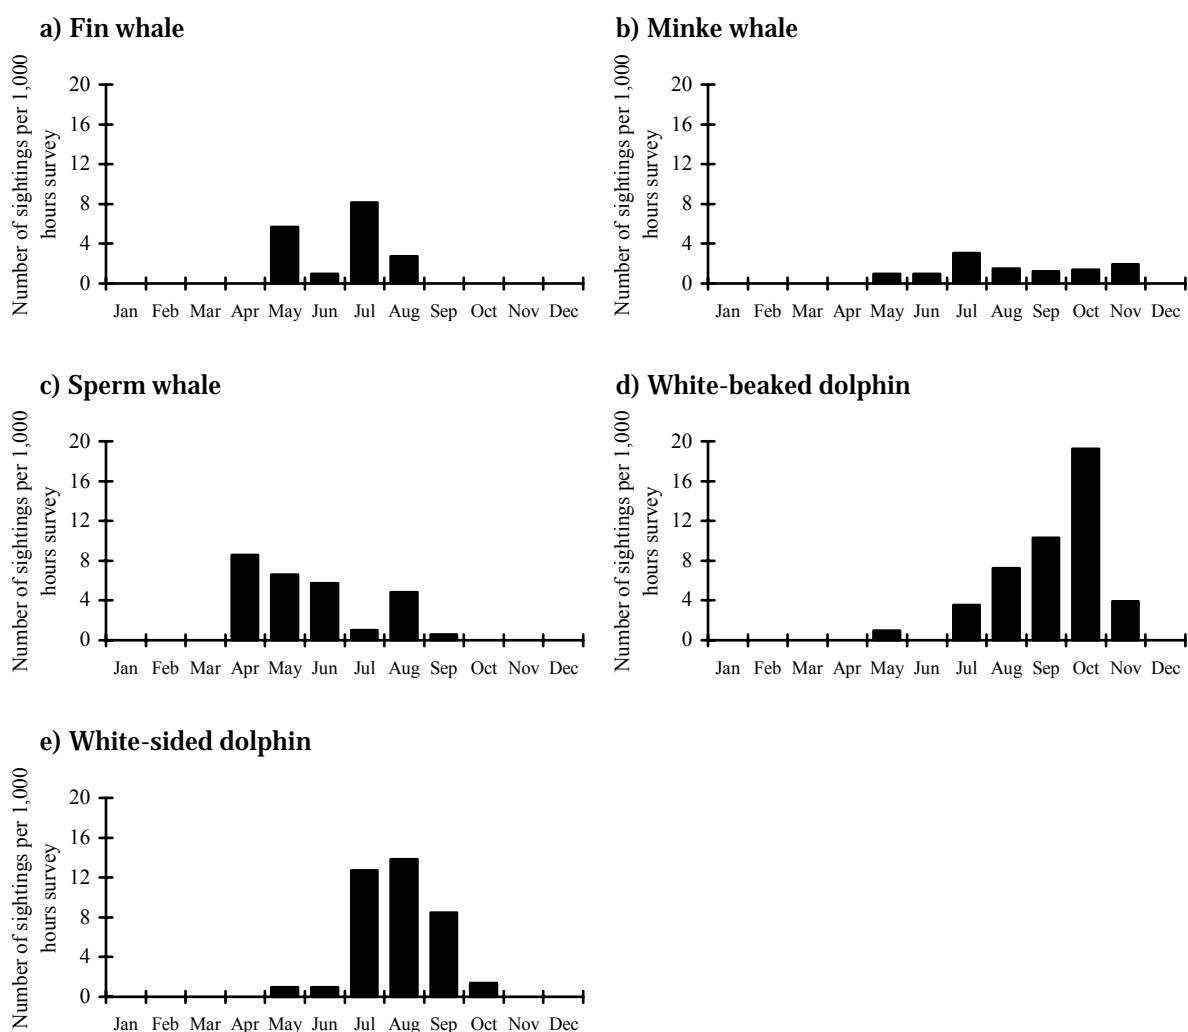 a) Fin whale
Number of sightings per 1,000
hours survey
20
16
12
8
4
0
Jan Feb Mar Apr May Jun Jul Aug Sep Oct Nov Dec
b) Minke whale
Number of sightings per 1,000
hours survey
20
16
12
8
4
0
Jan Feb Mar Apr May Jun Jul Aug Sep Oct Nov Dec
c) Sperm whale
Number of sightings per 1,000
hours survey
20
16
12
8
4
0
Jan Feb Mar Apr May Jun Jul Aug Sep Oct Nov Dec
d) White-beaked dolphin
Number of sightings per 1,000
hours survey
20
16
12
8
4
0
Jan Feb Mar Apr May Jun Jul Aug Sep Oct Nov Dec
e) White-sided dolphin
Number of sightings per 1,000
hours survey
20
16
12
8
4
0
Jan Feb Mar Apr May Jun Jul Aug Sep Oct Nov Dec